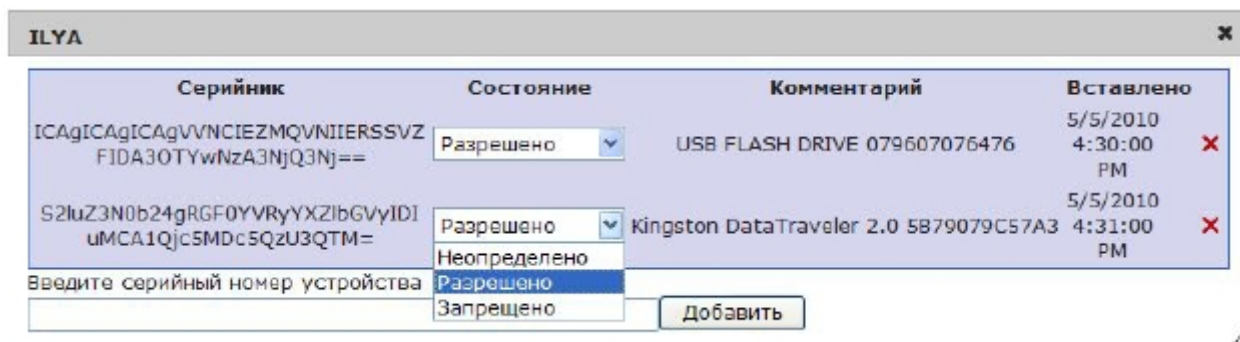 ILYA
Серийник Состояние Комментарий Вставлено
ICAgICAgICAgVVNCIEZMQVNIIERSSVZ
FIDA3OTYwNzA3NjQ3Nj==
Разрешено
USB FLASH DRIVE 079607076476
5/5/2010
4:30:00
PM
S2luZ3N0b24gRGF0YVRyYXZlbGVyIDI
uMCA1Qjc5MDc5QzU3QTM=
Разрешено
Kingston DataTraveler 2.0 5B79079C57A3
5/5/2010
4:31:00
PM
Неопределено
Разрешено
Запрещено
Введите серийный номер устройства
Добавить